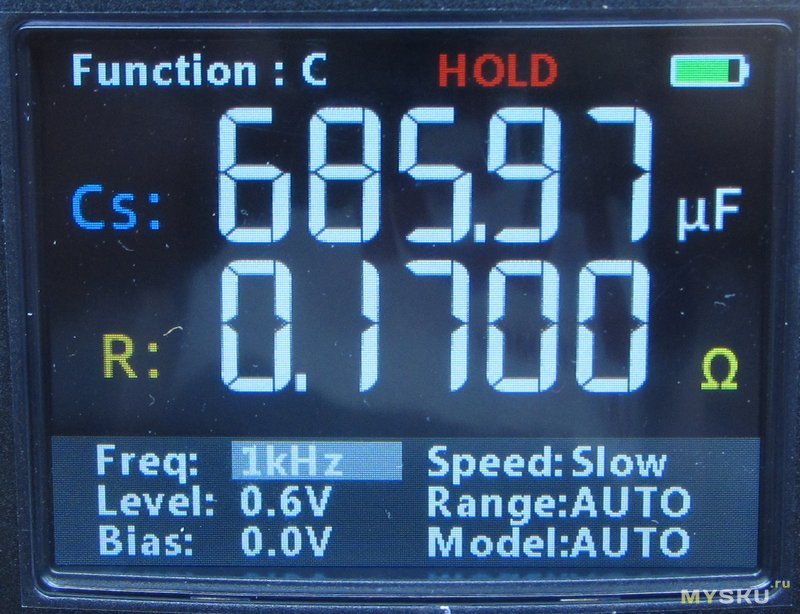 Function : C HOLD
Cs: 685.97 µF
R: 0.1700 Ω
Freq: 1kHz Speed: Slow
Level: 0.6V Range:AUTO
Bias: 0.0V Model:AUTO
MYSKU.ru